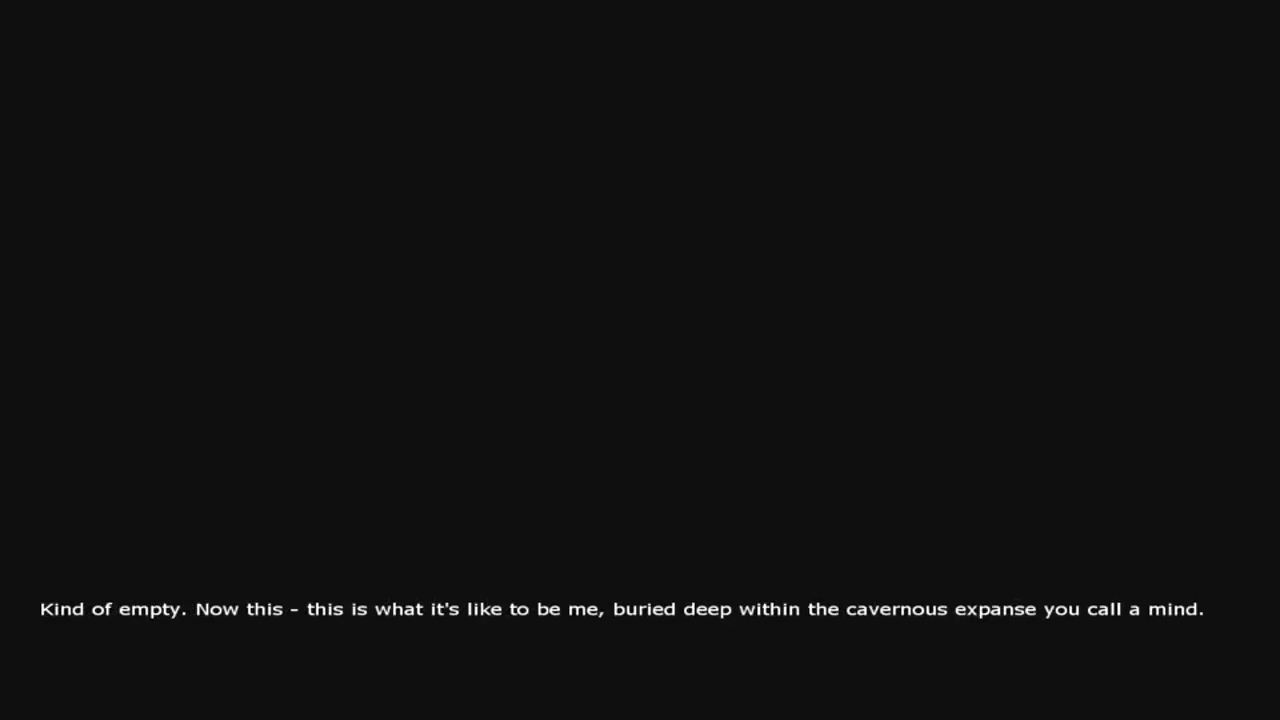 Kind of empty. Now this - this is what it's like to be me, buried deep within the cavernous expanse you call a mind.